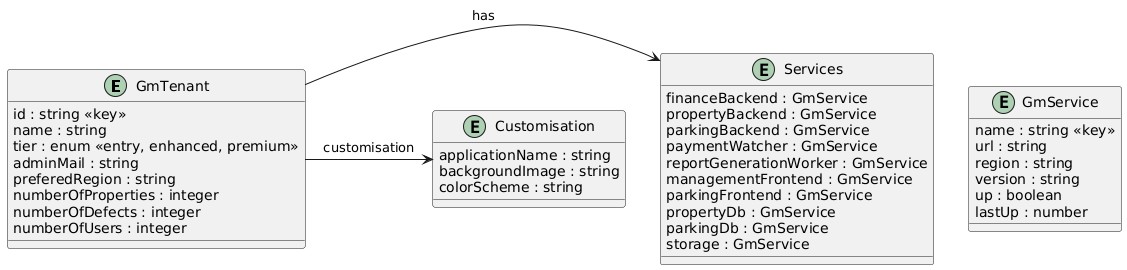 has
E GmTenant
id : string «key»
name : string
tier : enum «entry, enhanced, premium»
adminMail : string
preferedRegion : string
numberOfProperties : integer
numberOfDefects : integer
numberOfUsers : integer
customisation
E Customisation
applicationName : string
backgroundImage : string
colorScheme : string
E Services
financeBackend : GmService
propertyBackend : GmService
parkingBackend : GmService
paymentWatcher : GmService
reportGenerationWorker : GmService
managementFrontend : GmService
parkingFrontend : GmService
propertyDb : GmService
parkingDb : GmService
storage : GmService
E GmService
name : string «key»
url : string
region : string
version : string
up : boolean
lastUp : number